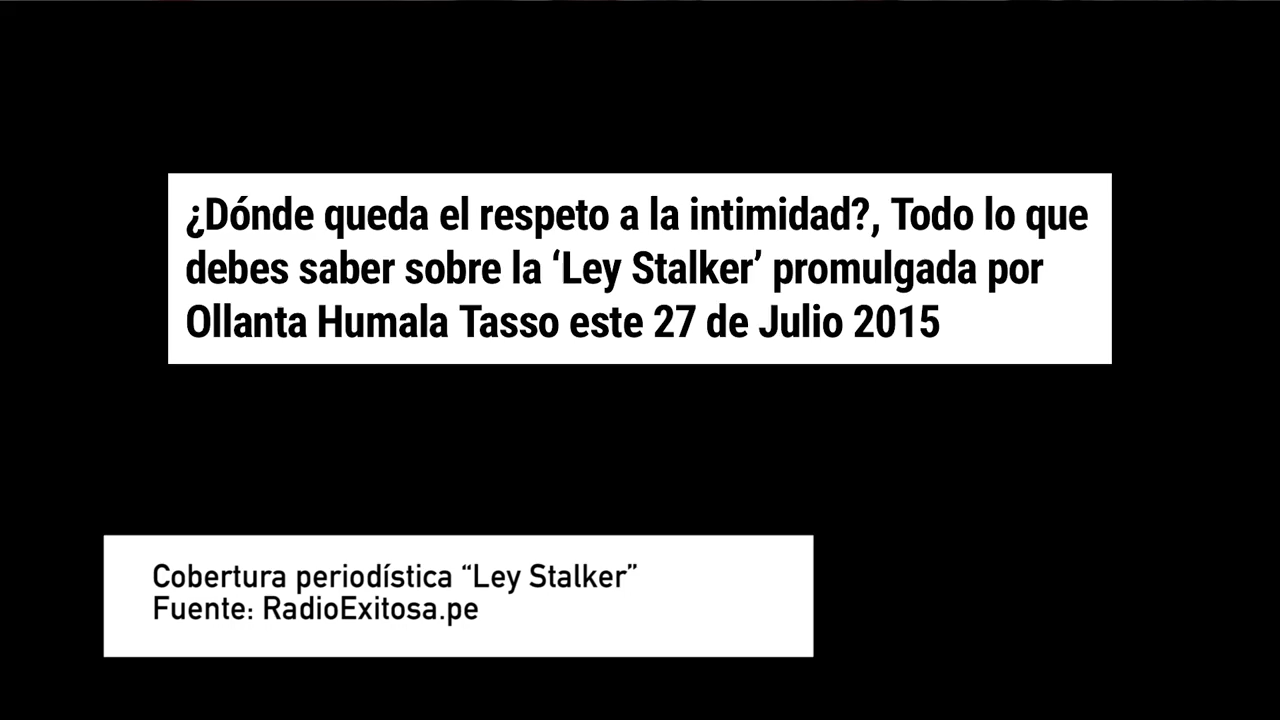 ¿Dónde queda el respeto a la intimidad?, Todo lo que
debes saber sobre la ‘Ley Stalker’ promulgada por
Ollanta Humala Tasso este 27 de Julio 2015
Cobertura periodística “Ley Stalker”
Fuente: RadioExitosa.pe